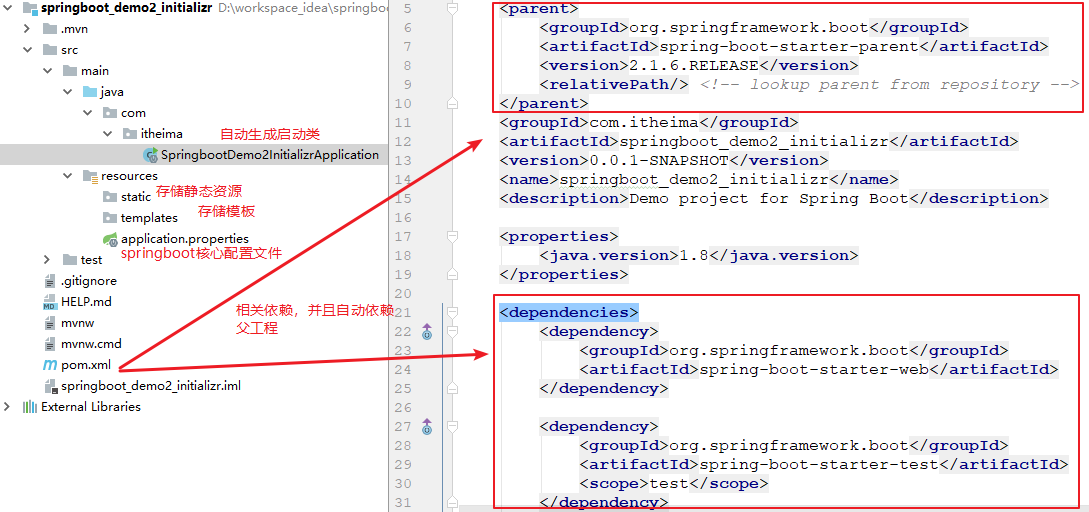 springboot_demo2_initializr D:\workspace_idea\springboo
.mvn
src
main
java
com
itheima
自动生成启动类
SpringbootDemo2InitializrApplication
resources
static
存储静态资源
templates
存储模板
application.properties
springboot核心配置文件
test
.gitignore
HELP.md
mvnw
mvnw.cmd
pom.xml
springboot_demo2_initializr.iml
External Libraries
相关依赖，并且自动依赖
父工程
5 <parent>
6 <groupId>org.springframework.boot</groupId>
7 <artifactId>spring-boot-starter-parent</artifactId>
8 <version>2.1.6.RELEASE</version>
9 <relativePath/> <!-- lookup parent from repository -->
10 </parent>
11 <groupId>com.itheima</groupId>
12 <artifactId>springboot_demo2_initializr</artifactId>
13 <version>0.0.1-SNAPSHOT</version>
14 <name>springboot_demo2_initializr</name>
15 <description>Demo project for Spring Boot</description>
16
17 <properties>
18 <java.version>1.8</java.version>
19 </properties>
20
21 <dependencies>
22 <dependency>
23 <groupId>org.springframework.boot</groupId>
24 <artifactId>spring-boot-starter-web</artifactId>
25 </dependency>
26
27 <dependency>
28 <groupId>org.springframework.boot</groupId>
29 <artifactId>spring-boot-starter-test</artifactId>
30 <scope>test</scope>
31 </dependency>